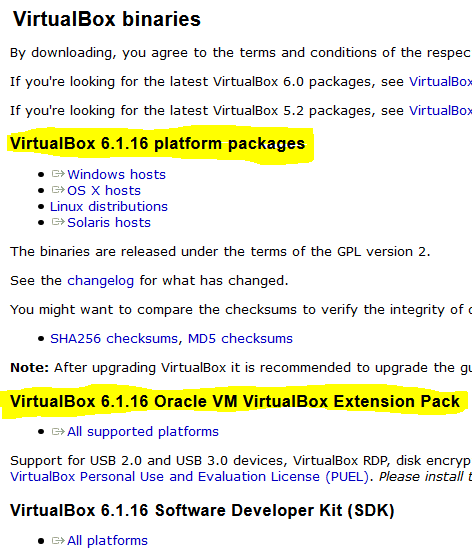 VirtualBox binaries
By downloading, you agree to the terms and conditions of the respec
If you're looking for the latest VirtualBox 6.0 packages, see VirtualBox
If you're looking for the latest VirtualBox 5.2 packages, see VirtualBox
VirtualBox 6.1.16 platform packages
Windows hosts
OS X hosts
Linux distributions
Solaris hosts
The binaries are released under the terms of the GPL version 2.
See the changelog for what has changed.
You might want to compare the checksums to verify the integrity of
SHA256 checksums, MD5 checksums
Note: After upgrading VirtualBox it is recommended to upgrade the gu
VirtualBox 6.1.16 Oracle VM VirtualBox Extension Pack
All supported platforms
Support for USB 2.0 and USB 3.0 devices, VirtualBox RDP, disk encryp
VirtualBox Personal Use and Evaluation License (PUEL). Please install t
VirtualBox 6.1.16 Software Developer Kit (SDK)
All platforms